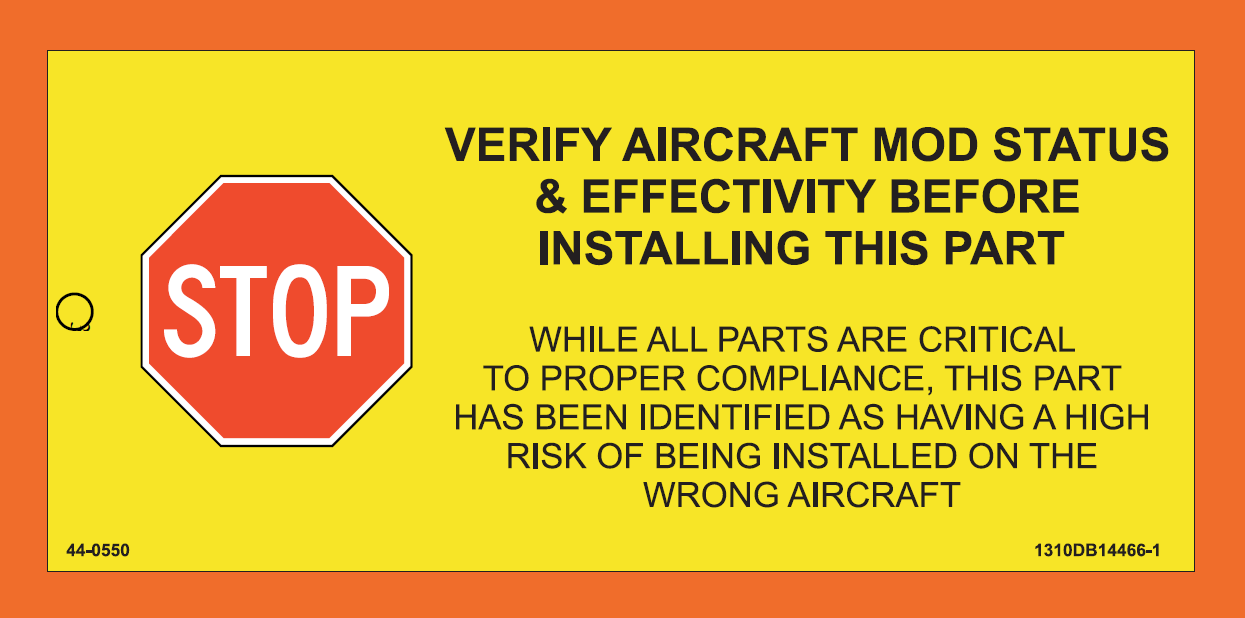 STOP
VERIFY AIRCRAFT MOD STATUS
& EFFECTIVITY BEFORE
INSTALLING THIS PART
WHILE ALL PARTS ARE CRITICAL
TO PROPER COMPLIANCE, THIS PART
HAS BEEN IDENTIFIED AS HAVING A HIGH
RISK OF BEING INSTALLED ON THE
WRONG AIRCRAFT
44-0550
1310DB14466-1